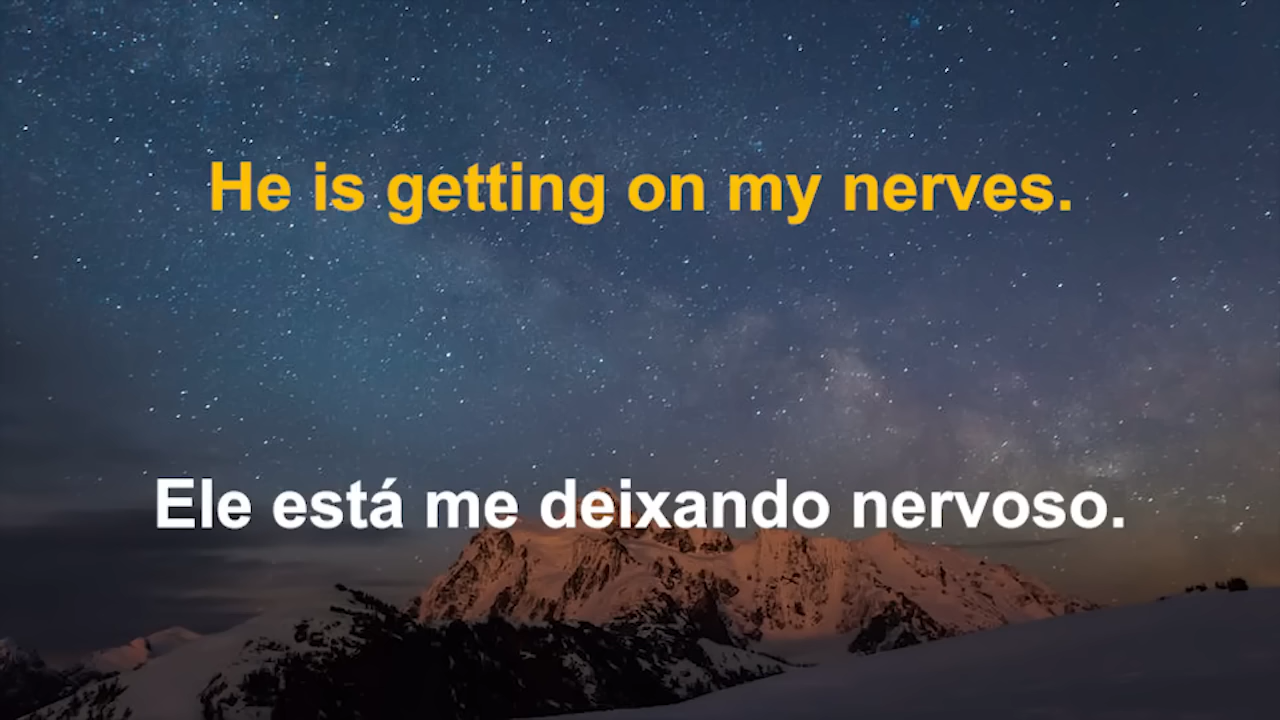 He is getting on my nerves.
Ele está me deixando nervoso.